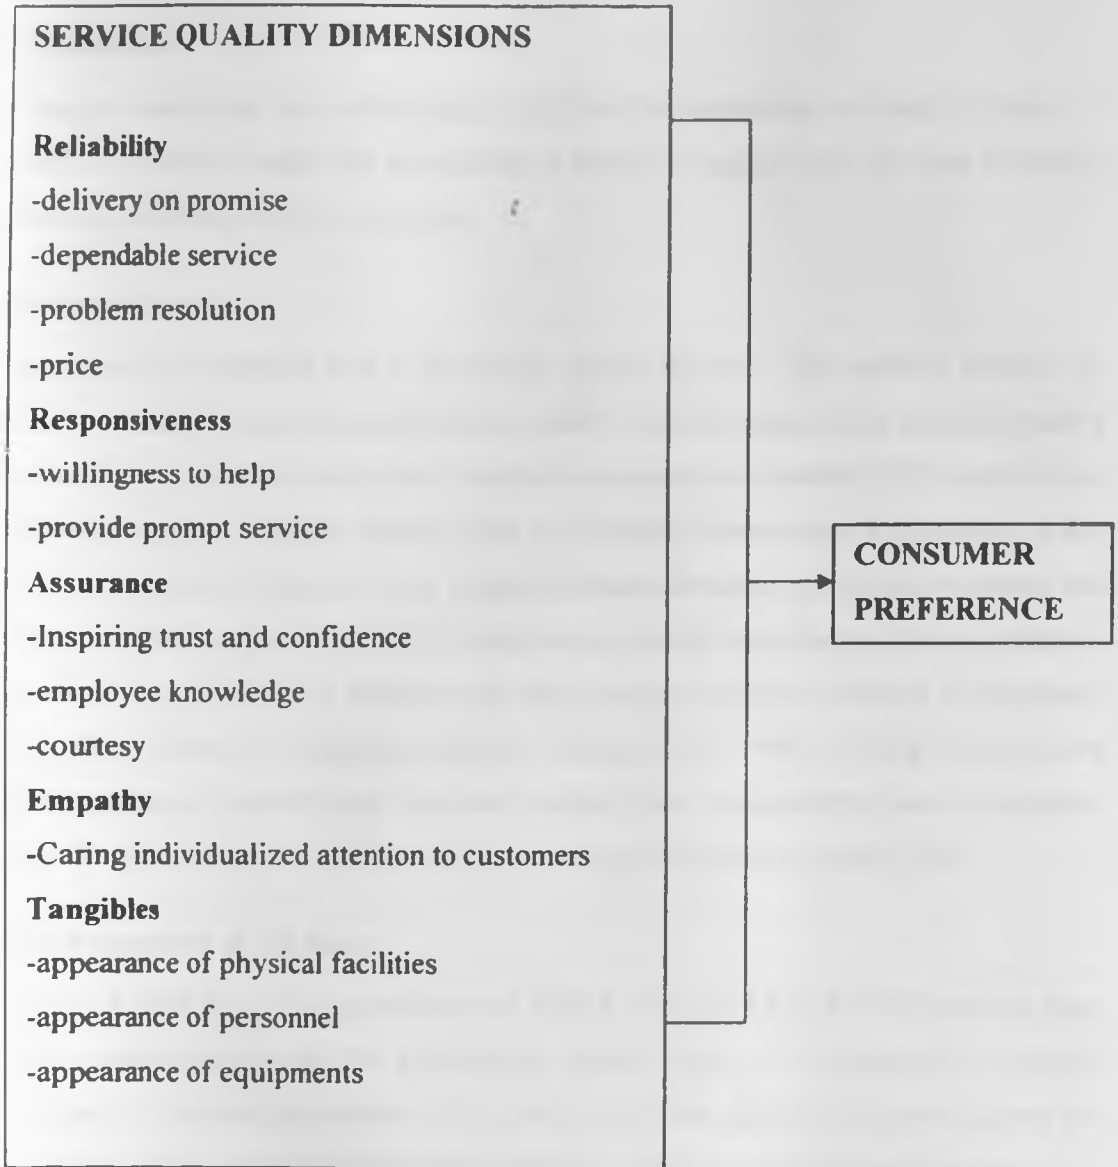 SERVICE QUALITY DIMENSIONS
Reliability
-delivery on promise
-dependable service
-problem resolution
-price
Responsiveness
-willingness to help
-provide prompt service
Assurance
-Inspiring trust and confidence
-employee knowledge
-courtesy
Empathy
-Caring individualized attention to customers
Tangibles
-appearance of physical facilities
-appearance of personnel
-appearance of equipments
CONSUMER
PREFERENCE